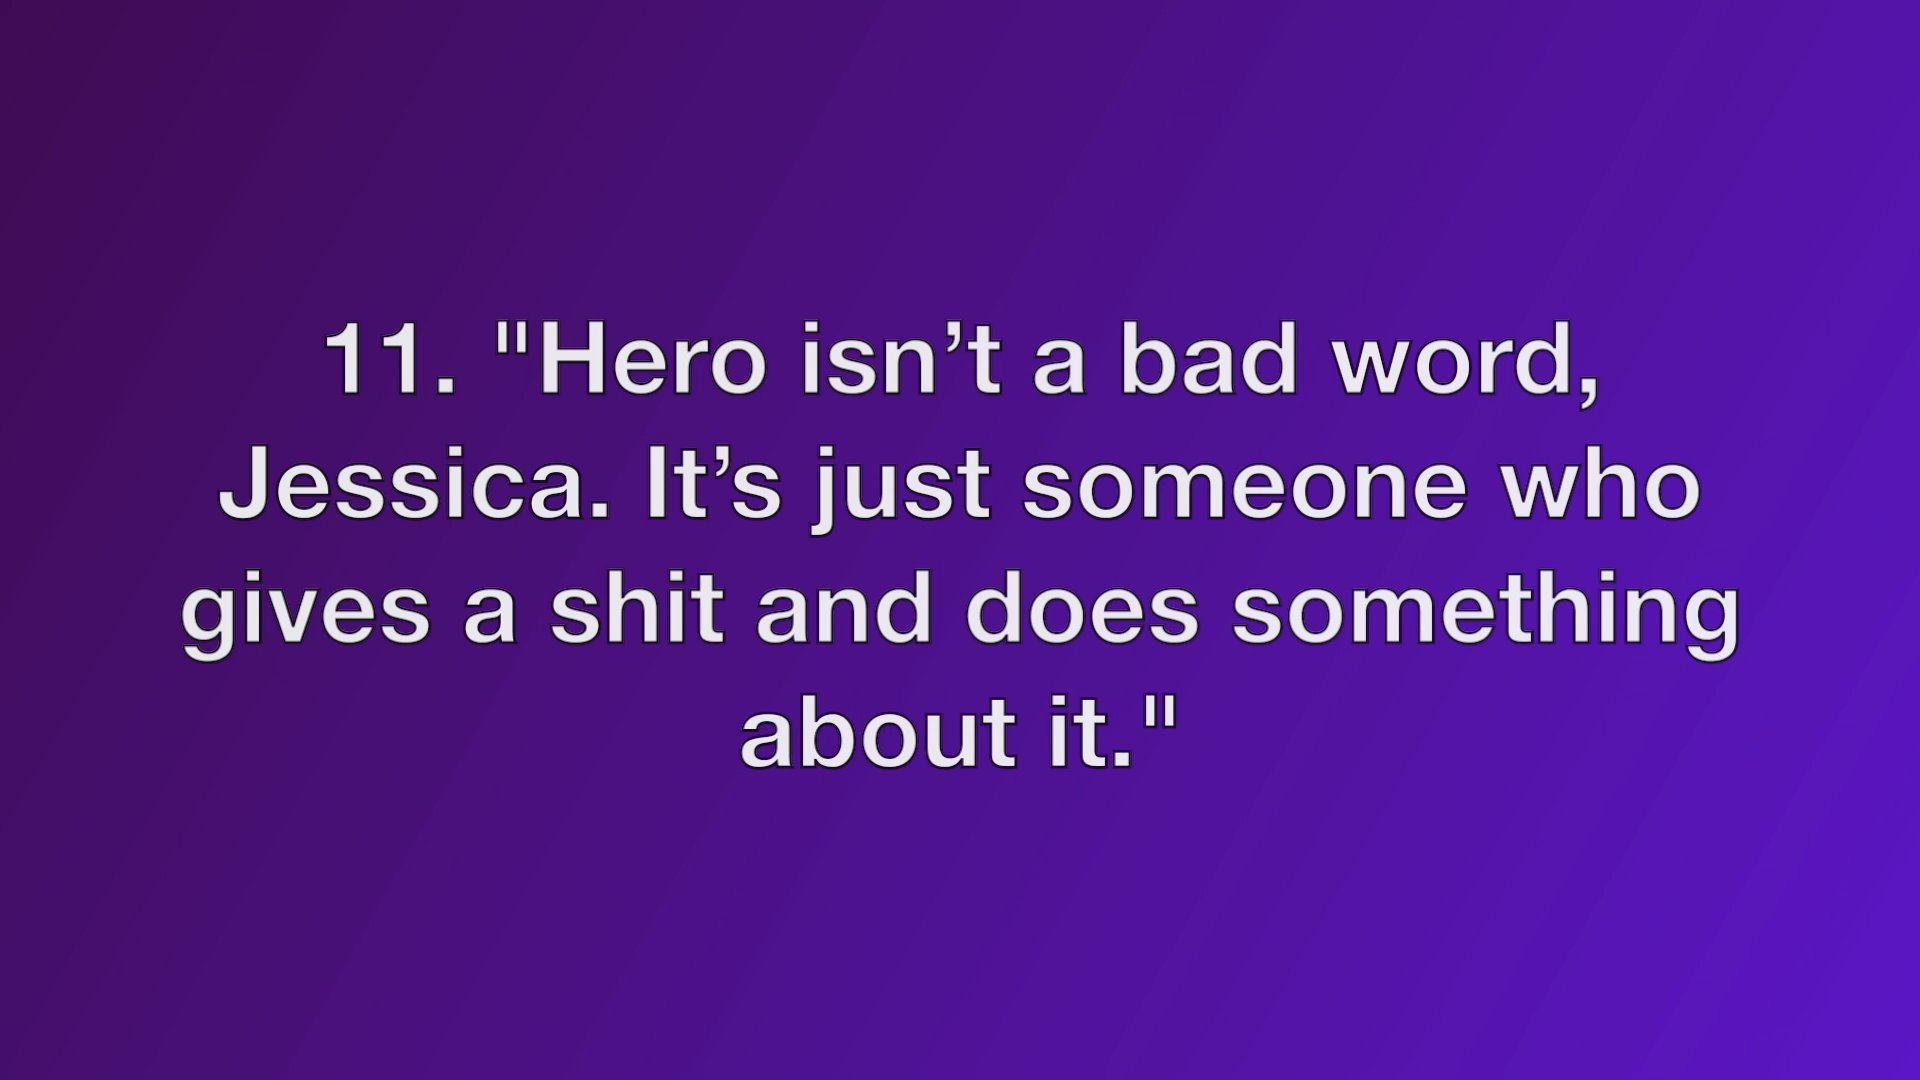 11. "Hero isn’t a bad word,
Jessica. It’s just someone who
gives a shit and does something
about it."